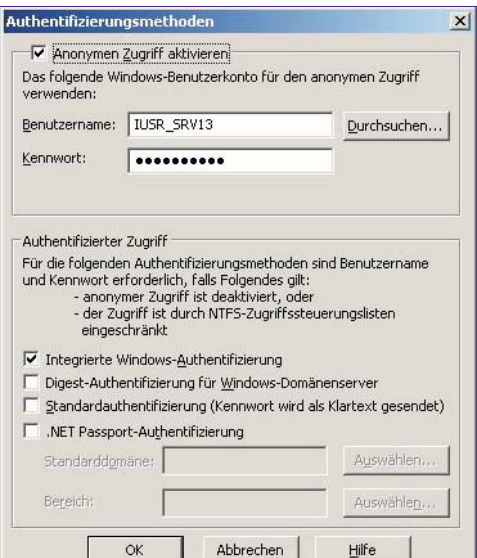 Authentifizierungsmethoden
Anonymen Zugriff aktivieren
Das folgende Windows-Benutzerkonto für den anonymen Zugriff
verwenden:
Benutzername: IUSR_SRV13 Durchsuchen...
Kennwort: ●●●●●●●●●●
Authentifizierter Zugriff
Für die folgenden Authentifizierungsmethoden sind Benutzername
und Kennwort erforderlich, falls Folgendes gilt:
- anonymer Zugriff ist deaktiviert, oder
- der Zugriff ist durch NTFS-Zugriffssteuerungslisten
eingeschränkt
Integrierte Windows-Authentifizierung
Digest-Authentifizierung für Windows-Domänenserver
Standardauthentifizierung (Kennwort wird als Klartext gesendet)
.NET Passport-Authentifizierung
Standarddomäne: Auswählen...
Bereich: Auswählen...
OK Abbrechen Hilfe